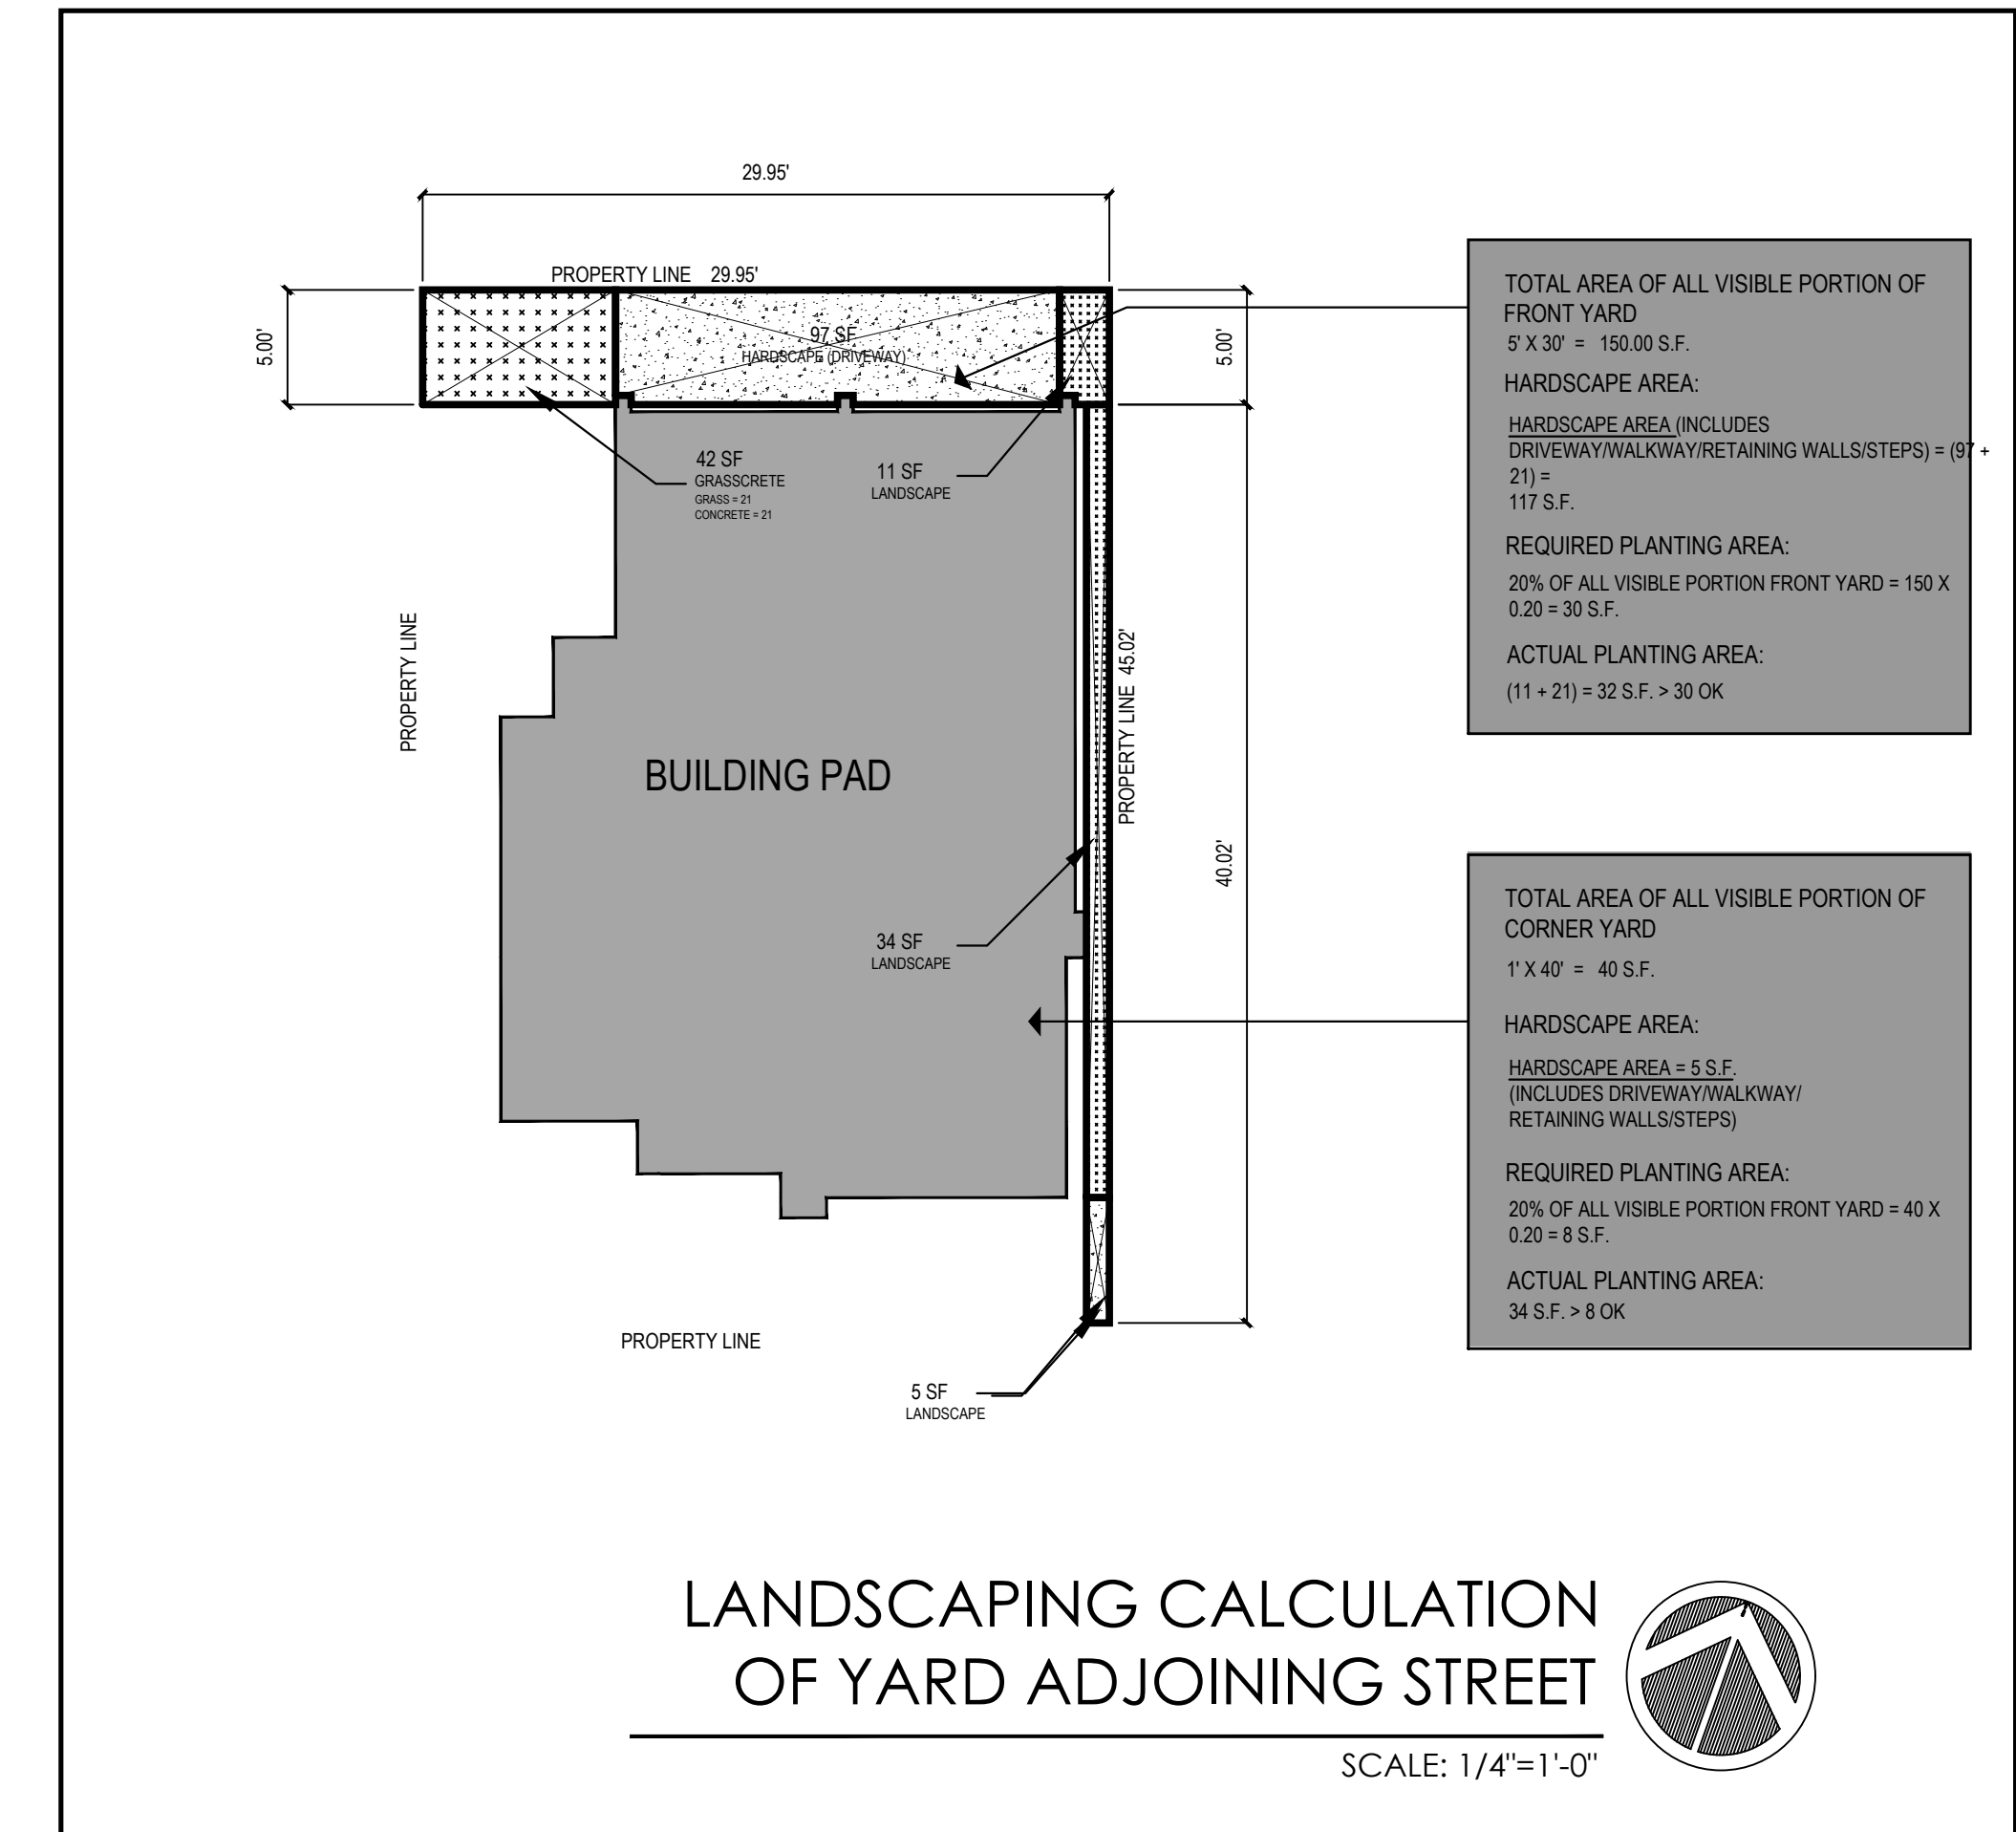 29.95'
PROPERTY LINE 29.95'
5.00'
97 SF
HARDSCAPE (DRIVEWAY)
5.00'
42 SF
GRASSCRETE
GRASS = 21
CONCRETE = 21
11 SF
LANDSCAPE
PROPERTY LINE
PROPERTY LINE 45.02'
BUILDING PAD
40.02'
34 SF
LANDSCAPE
PROPERTY LINE
5 SF
LANDSCAPE
TOTAL AREA OF ALL VISIBLE PORTION OF
FRONT YARD
5' X 30' = 150.00 S.F.
HARDSCAPE AREA:
HARDSCAPE AREA (INCLUDES
DRIVEWAY/WALKWAY/RETAINING WALLS/STEPS) = (97 +
21) =
117 S.F.
REQUIRED PLANTING AREA:
20% OF ALL VISIBLE PORTION FRONT YARD = 150 X
0.20 = 30 S.F.
ACTUAL PLANTING AREA:
(11 + 21) = 32 S.F. > 30 OK
TOTAL AREA OF ALL VISIBLE PORTION OF
CORNER YARD
1' X 40' = 40 S.F.
HARDSCAPE AREA:
HARDSCAPE AREA = 5 S.F.
(INCLUDES DRIVEWAY/WALKWAY/
RETAINING WALLS/STEPS)
REQUIRED PLANTING AREA:
20% OF ALL VISIBLE PORTION FRONT YARD = 40 X
0.20 = 8 S.F.
ACTUAL PLANTING AREA:
34 S.F. > 8 OK
LANDSCAPING CALCULATION
OF YARD ADJOINING STREET
SCALE: 1/4"=1'-0"